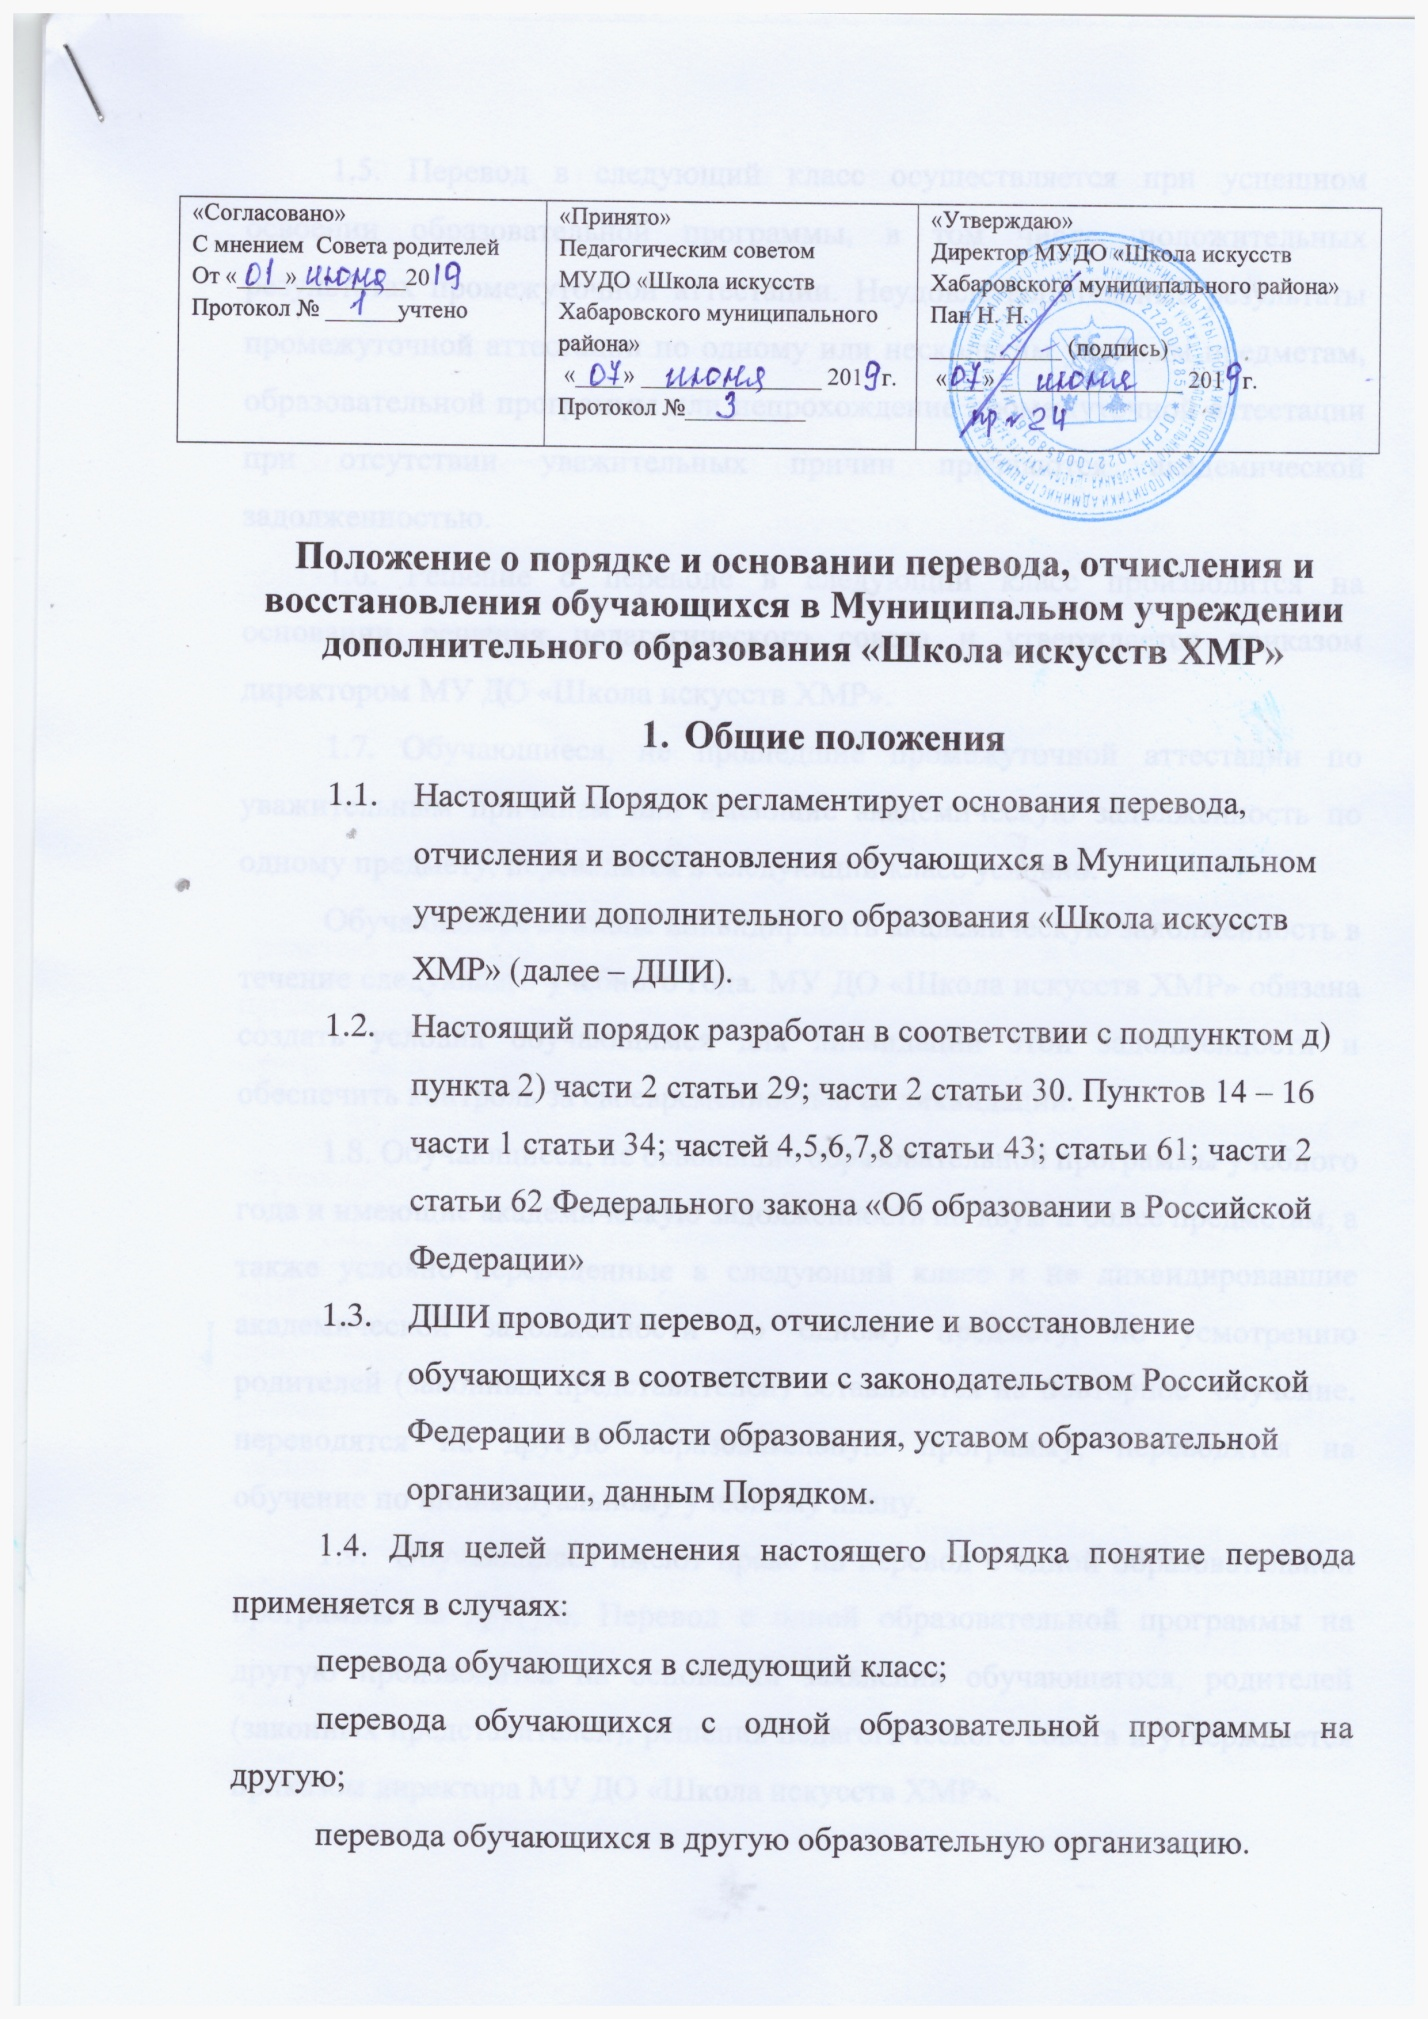 «Согласовано»
С мнением Совета родителей
От « 01 » июня 2019
Протокол № 1 учтено
«Принято»
Педагогическим советом
МУДО «Школа искусств
Хабаровского муниципального
района»
« 07 » июня 2019г.
Протокол № 3
«Утверждаю»
Директор МУДО «Школа искусств
Хабаровского муниципального района»
Пан Н. Н.
(подпись)
«07» июня 2019г.
пр № 24
Положение о порядке и основании перевода, отчисления и
восстановления обучающихся в Муниципальном учреждении
дополнительного образования «Школа искусств ХМР»
1. Общие положения
1.1. Настоящий Порядок регламентирует основания перевода,
отчисления и восстановления обучающихся в Муниципальном
учреждении дополнительного образования «Школа искусств
ХМР» (далее – ДШИ).
1.2. Настоящий порядок разработан в соответствии с подпунктом д)
пункта 2) части 2 статьи 29; части 2 статьи 30. Пунктов 14 – 16
части 1 статьи 34; частей 4,5,6,7,8 статьи 43; статьи 61; части 2
статьи 62 Федерального закона «Об образовании в Российской
Федерации»
1.3. ДШИ проводит перевод, отчисление и восстановление
обучающихся в соответствии с законодательством Российской
Федерации в области образования, уставом образовательной
организации, данным Порядком.
1.4. Для целей применения настоящего Порядка понятие перевода
применяется в случаях:
перевода обучающихся в следующий класс;
перевода обучающихся с одной образовательной программы на
другую;
перевода обучающихся в другую образовательную организацию.